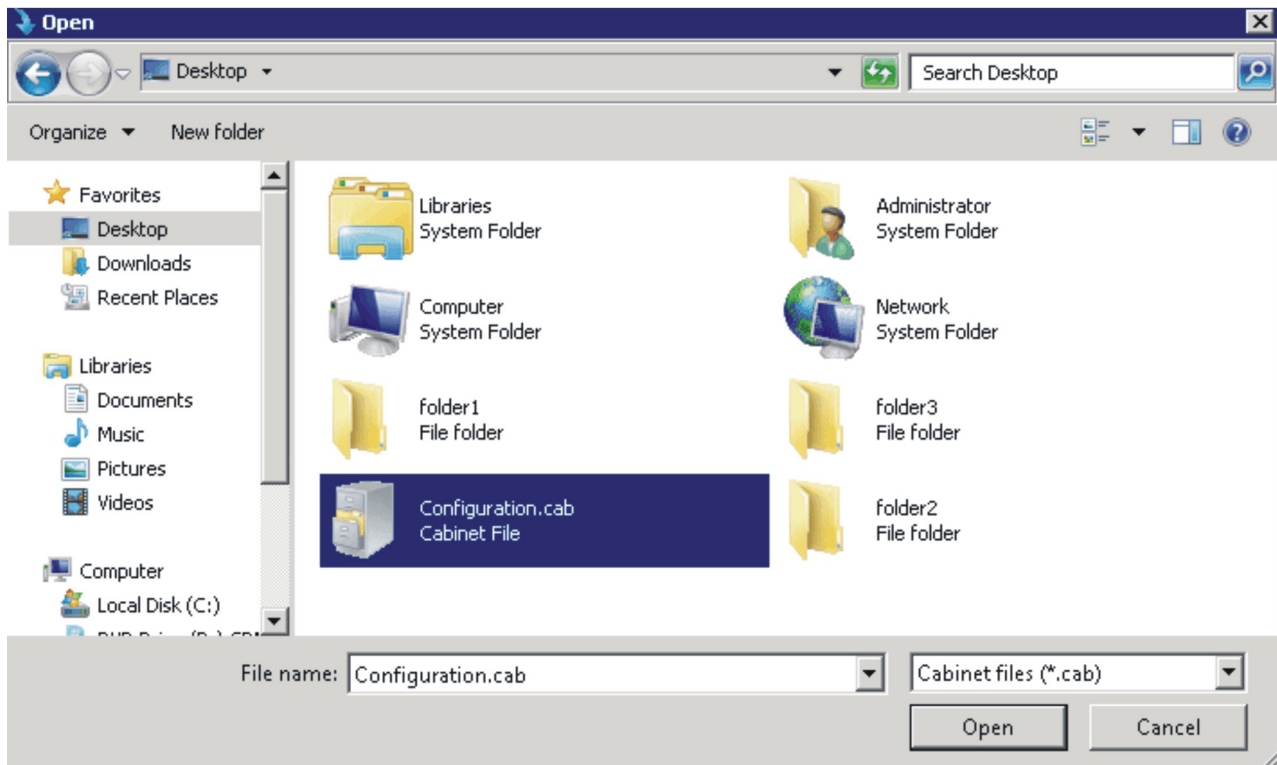 Open
Desktop
Search Desktop
Organize
New folder
Favorites
Desktop
Downloads
Recent Places
Libraries
Documents
Music
Pictures
Videos
Computer
Local Disk (C:)
Libraries
System Folder
Administrator
System Folder
Computer
System Folder
Network
System Folder
folder1
File folder
folder3
File folder
Configuration.cab
Cabinet File
folder2
File folder
File name: Configuration.cab
Cabinet files (*.cab)
Open
Cancel